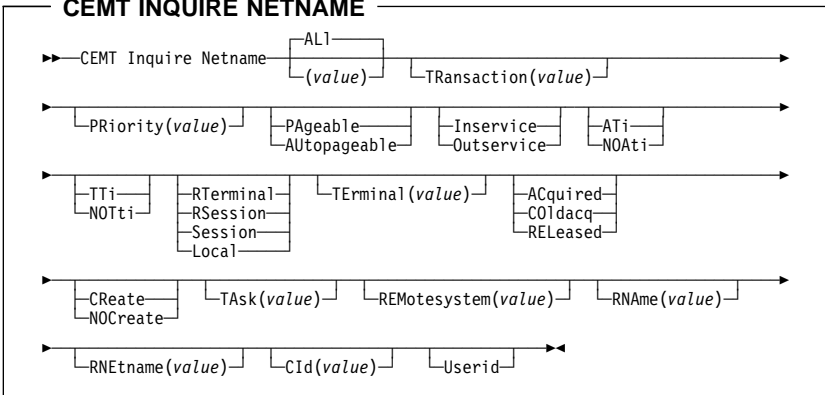 CEMT INQUIRE NETNAME
ALl
CEMT Inquire Netname
(value)
TRansaction(value)
PRiority(value)
PAgeable
AUtopageable
Inservice
Outservice
ATi
NOAti
TTi
NOTti
RTerminal
RSession
Session
Local
TErminal(value)
ACquired
COldacq
RELeased
CReate
NOCreate
TAsk(value)
REMotesystem(value)
RNAme(value)
RNEtname(value)
CId(value)
Userid